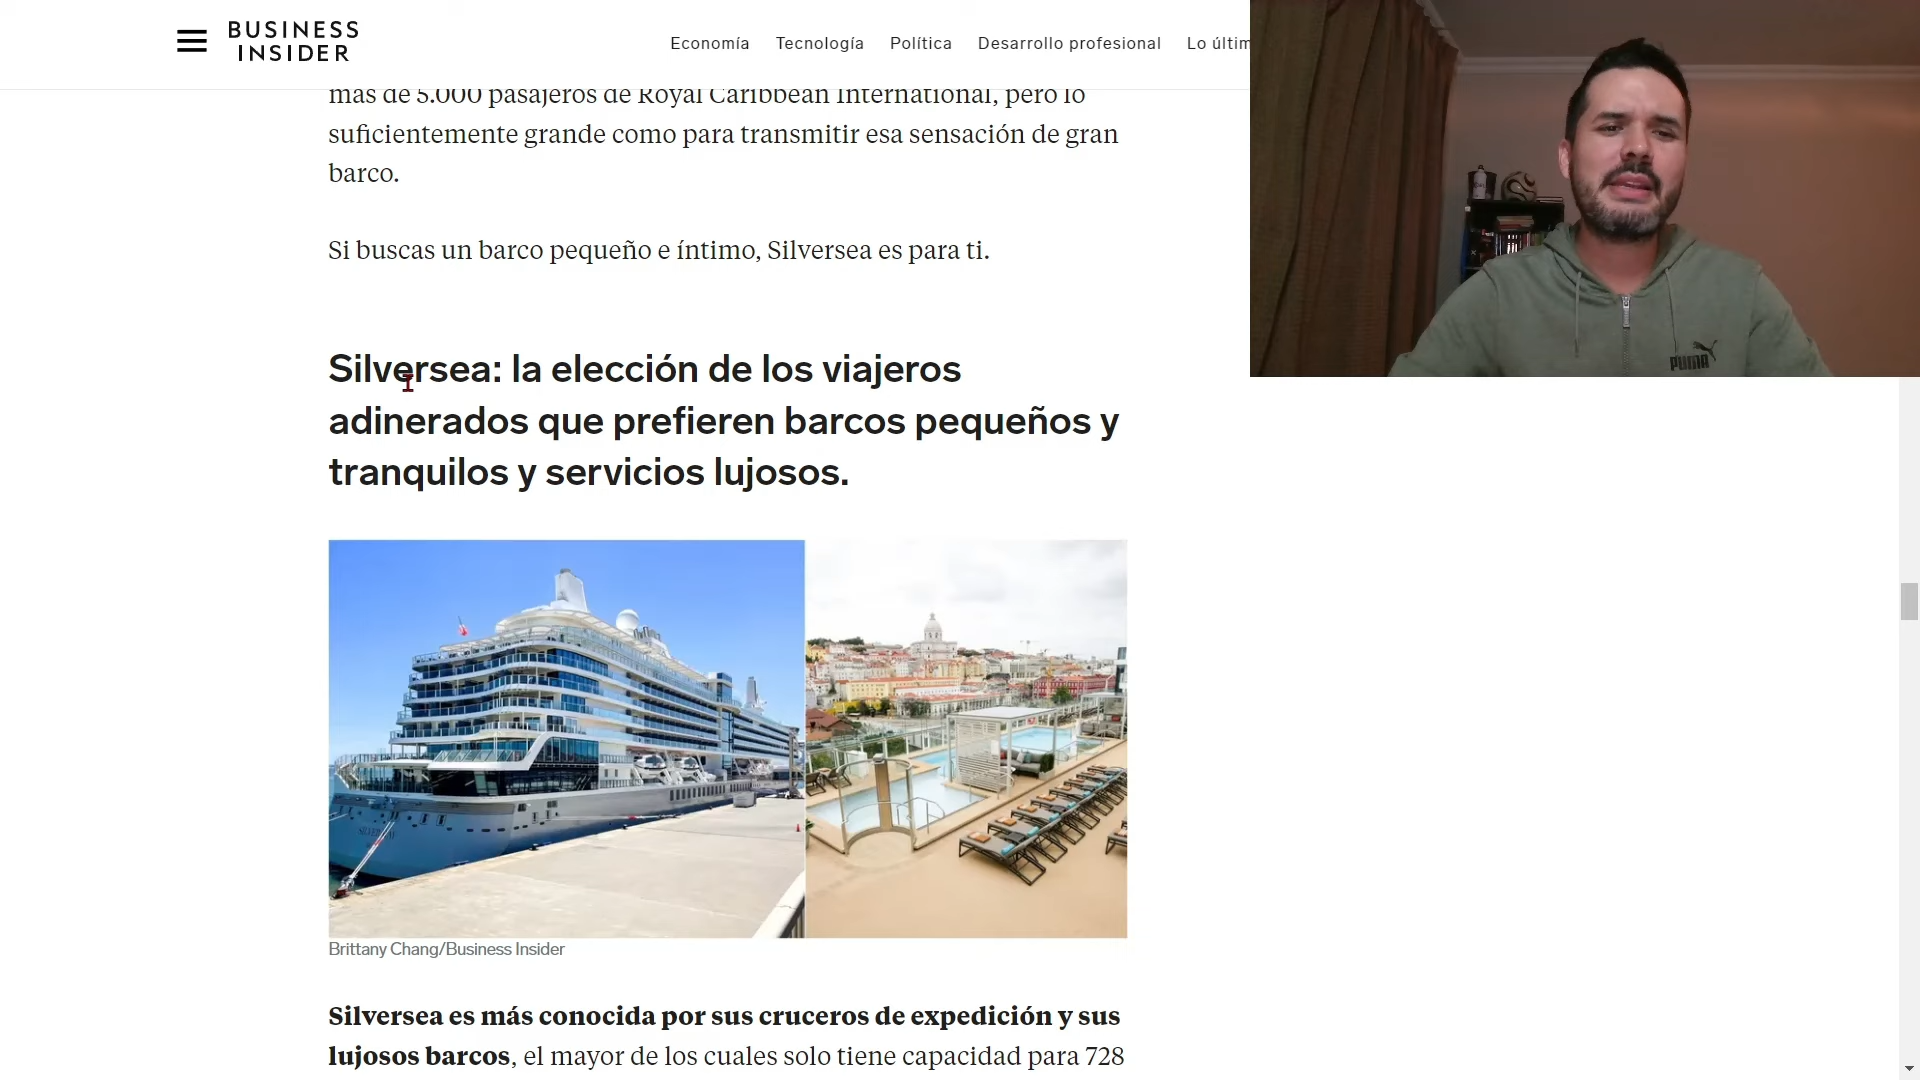 BUSINESS
INSIDER
Economía Tecnología Política Desarrollo profesional Lo últim
más de 5.000 pasajeros de Royal Caribbean International, pero lo
suficientemente grande como para transmitir esa sensación de gran
barco.
Si buscas un barco pequeño e íntimo, Silversea es para ti.
Silversea: la elección de los viajeros
adinerados que prefieren barcos pequeños y
tranquilos y servicios lujosos.
Brittany Chang/Business Insider
Silversea es más conocida por sus cruceros de expedición y sus
lujosos barcos, el mayor de los cuales solo tiene capacidad para 728
PUMA